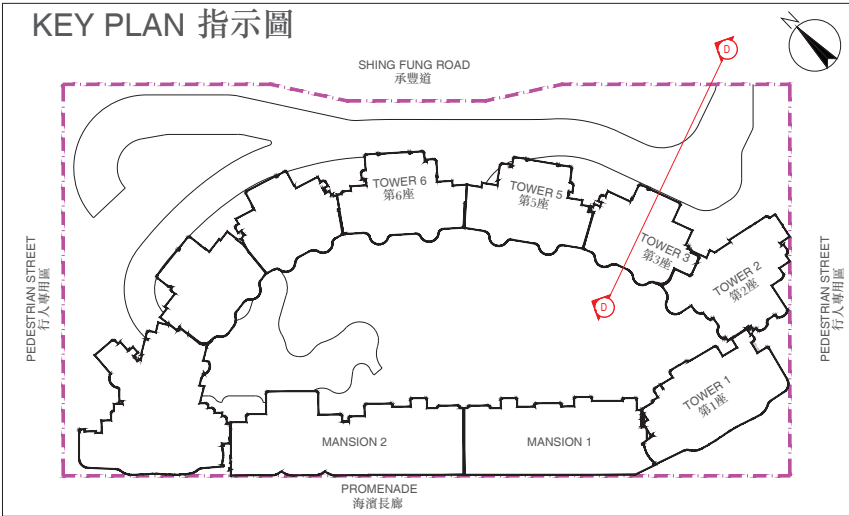 KEY PLAN 指示圖
N
D
SHING FUNG ROAD
承豐道
TOWER 6
第6座
TOWER 5
第5座
TOWER 3
第3座
TOWER 2
第2座
D
PEDESTRIAN STREET
行人專用區
PEDESTRIAN STREET
行人專用區
TOWER 1
第1座
MANSION 2
MANSION 1
PROMENADE
海濱長廊